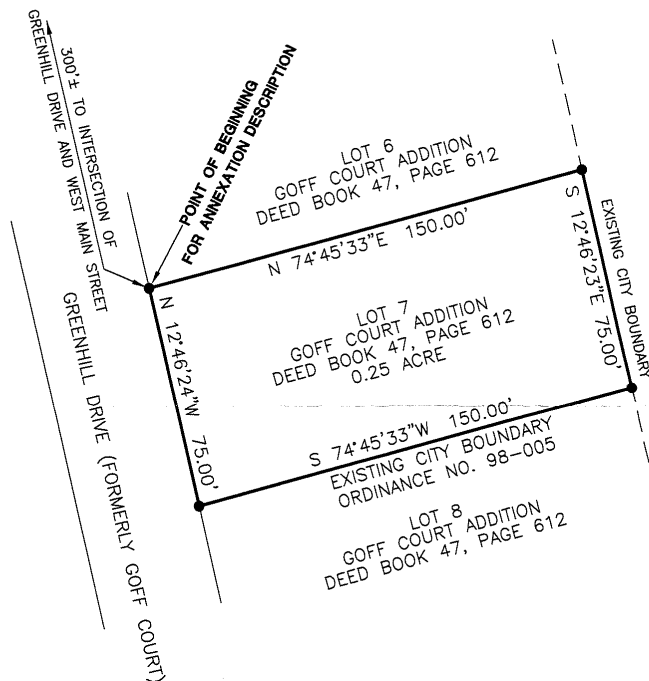 300'± TO INTERSECTION OF
GREENHILL DRIVE AND WEST MAIN STREET
POINT OF BEGINNING
FOR ANNEXATION DESCRIPTION
LOT 6
GOFF COURT ADDITION
DEED BOOK 47, PAGE 612
N 74°45'33"E 150.00'
S 12°46'23"E 75.00'
EXISTING CITY BOUNDARY
N 12°46'24"W 75.00'
LOT 7
GOFF COURT ADDITION
DEED BOOK 47, PAGE 612
0.25 ACRE
S 74°45'33"W 150.00'
EXISTING CITY BOUNDARY
ORDINANCE NO. 98-005
LOT 8
GOFF COURT ADDITION
DEED BOOK 47, PAGE 612
GREENHILL DRIVE (FORMERLY GOFF COURT)